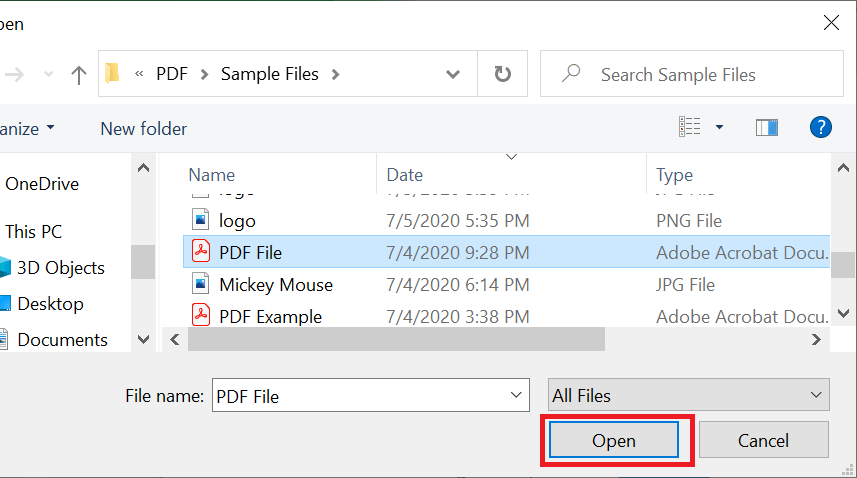 pen
« PDF > Sample Files >
Search Sample Files
anize
New folder
?
Name
Date
Type
OneDrive
This PC
3D Objects
Desktop
Documents
logo 7/5/2020 5:35 PM PNG File
PDF File 7/4/2020 9:28 PM Adobe Acrobat Docu.
Mickey Mouse 7/4/2020 6:14 PM JPG File
PDF Example 7/4/2020 3:38 PM Adobe Acrobat Docu.
File name: PDF File
All Files
Open
Cancel